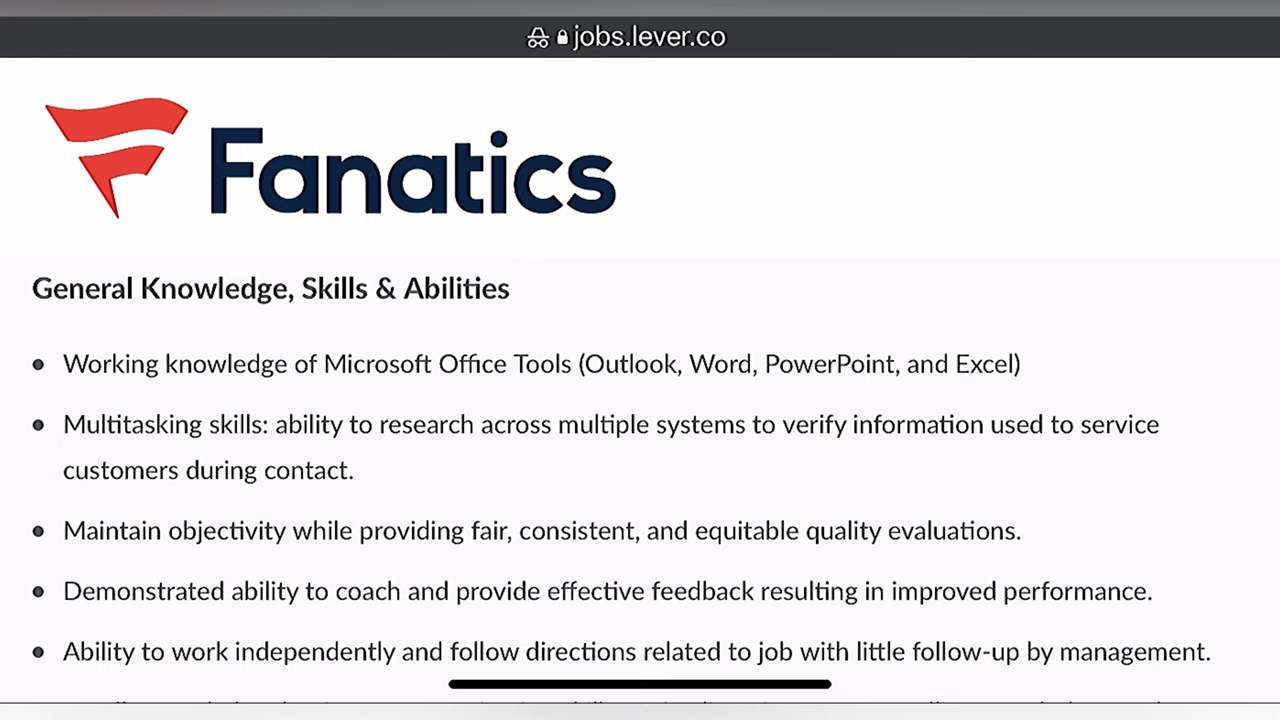 jobs.lever.co
Fanatics
General Knowledge, Skills & Abilities
• Working knowledge of Microsoft Office Tools (Outlook, Word, PowerPoint, and Excel)
• Multitasking skills: ability to research across multiple systems to verify information used to service
customers during contact.
• Maintain objectivity while providing fair, consistent, and equitable quality evaluations.
• Demonstrated ability to coach and provide effective feedback resulting in improved performance.
• Ability to work independently and follow directions related to job with little follow-up by management.